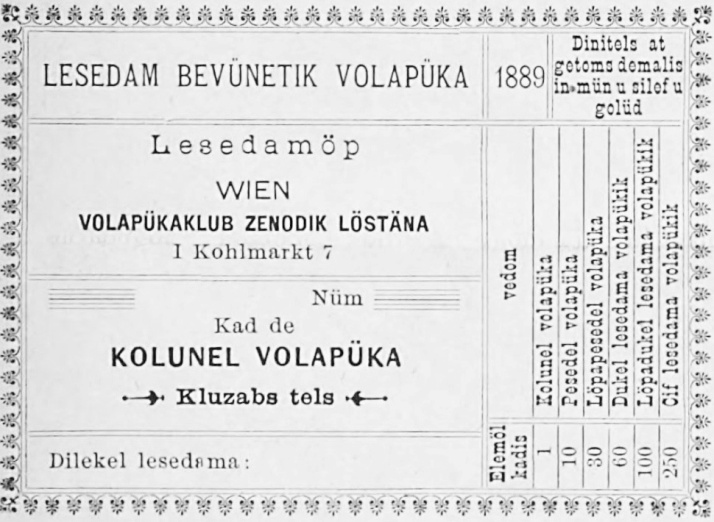 LESEDAM BEVÜNETIK VOLAPÜKA
1889
Dinitels at
getoms demalis
in-mün u silef u
golüd
Lesedamöp
WIEN
VOLAPÜKAKLUB ZENODIK LÖSTÄNA
I Kohlmarkt 7
Nüm
Kad de
KOLUNEL VOLAPÜKA
Kluzabs tels
Dilekel lesedama:
vedom
Kolunel volapüka
Pesedel volapüka
Löpapesedel volapüka
Dukel lesedama volapükik
Löpadukel lesedama volapükik
Cif lesedama volapükik
Elemöl
kadis
1
10
30
60
100
250